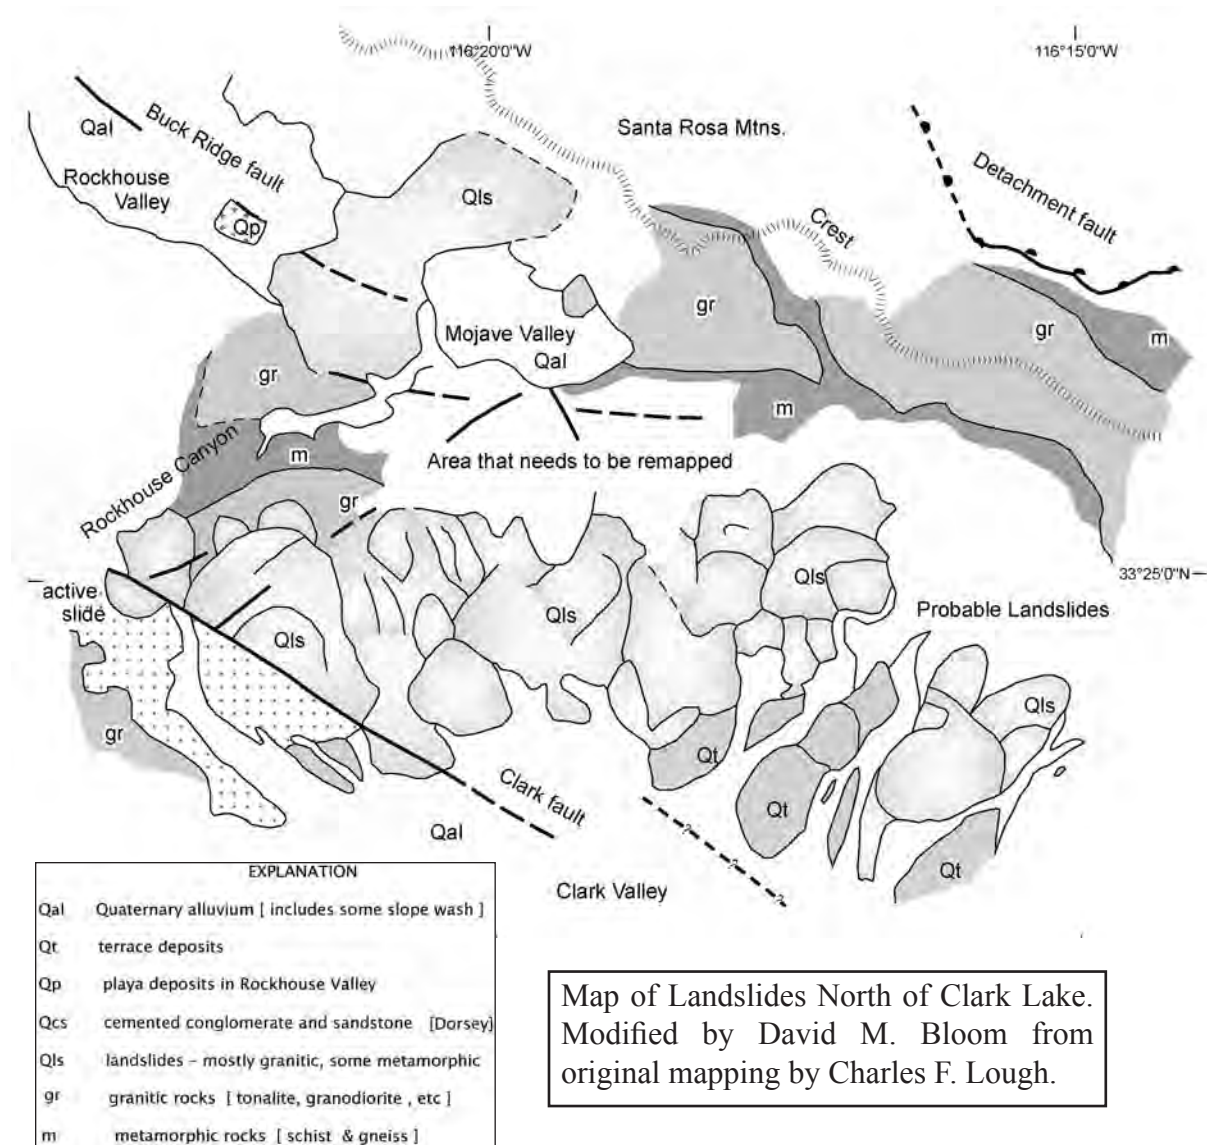 116°20'0"W
116°15'0"W
Santa Rosa Mtns.
Qal
Buck Ridge fault
Rockhouse
Valley
Qp
Qls
Crest
Detachment fault
gr
gr
m
Mojave Valley
Qal
gr
m
Rockhouse Canyon
m
Area that needs to be remapped
gr
33°25'0"N
active
slide
Qls
Qls
Qls
Probable Landslides
Qls
gr
Qt
Qt
Qt
Clark fault
Qal
?
?
?
Clark Valley
EXPLANATION
Qal Quaternary alluvium [ includes some slope wash ]
Qt terrace deposits
Qp playa deposits in Rockhouse Valley
Qcs cemented conglomerate and sandstone [Dorsey]
Qls landslides – mostly granitic, some metamorphic
gr granitic rocks [ tonalite, granodiorite , etc ]
m metamorphic rocks [ schist & gneiss ]
Map of Landslides North of Clark Lake.
Modified by David M. Bloom from
original mapping by Charles F. Lough.